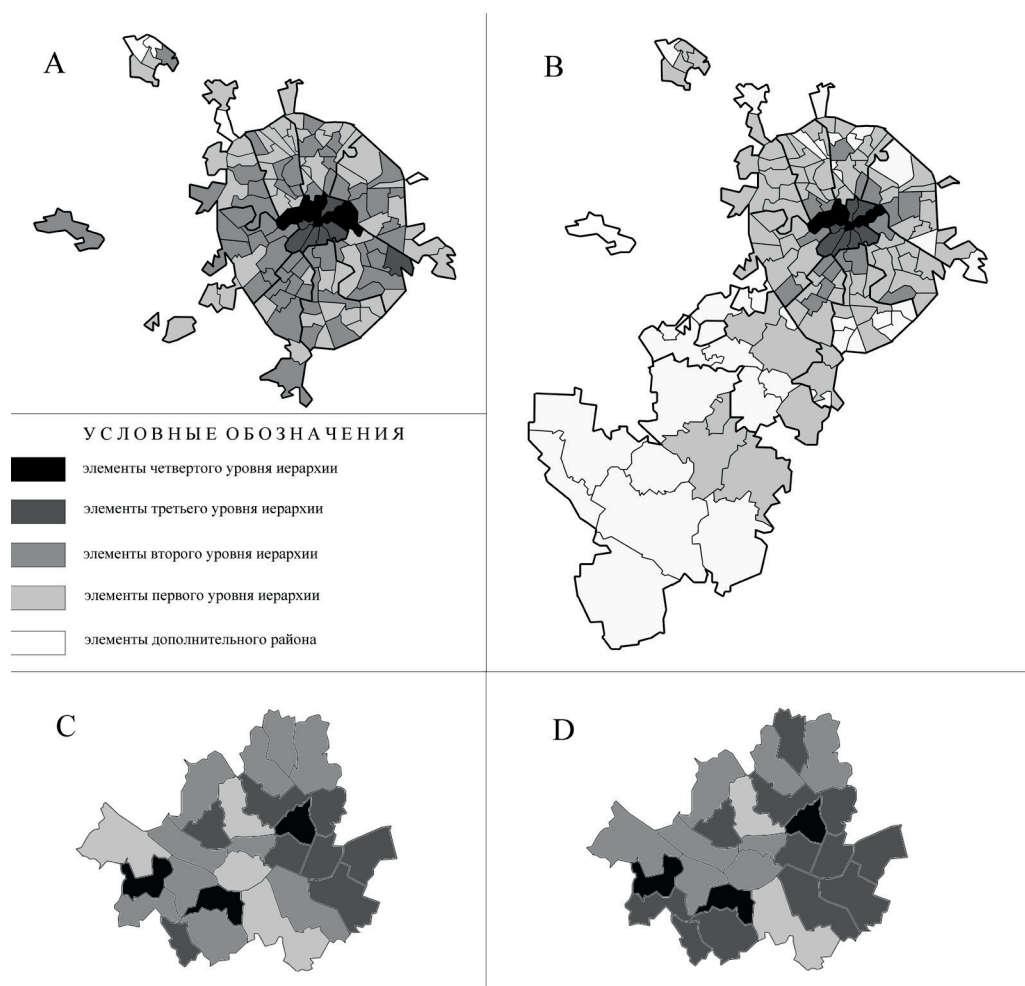 A
B
УСЛОВНЫЕ ОБОЗНАЧЕНИЯ
элементы четвертого уровня иерархии
элементы третьего уровня иерархии
элементы второго уровня иерархии
элементы первого уровня иерархии
элементы дополнительного района
C
D